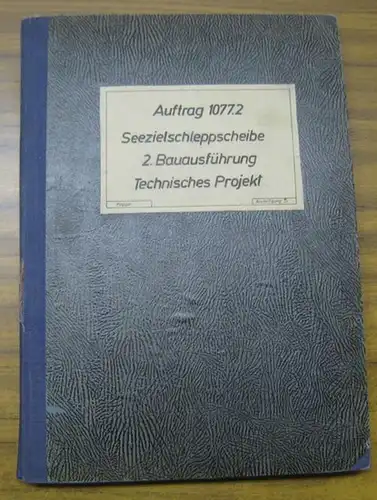 Auftrag 1077.2
Seezielschleppscheibe
2. Bauausführung
Technisches Projekt